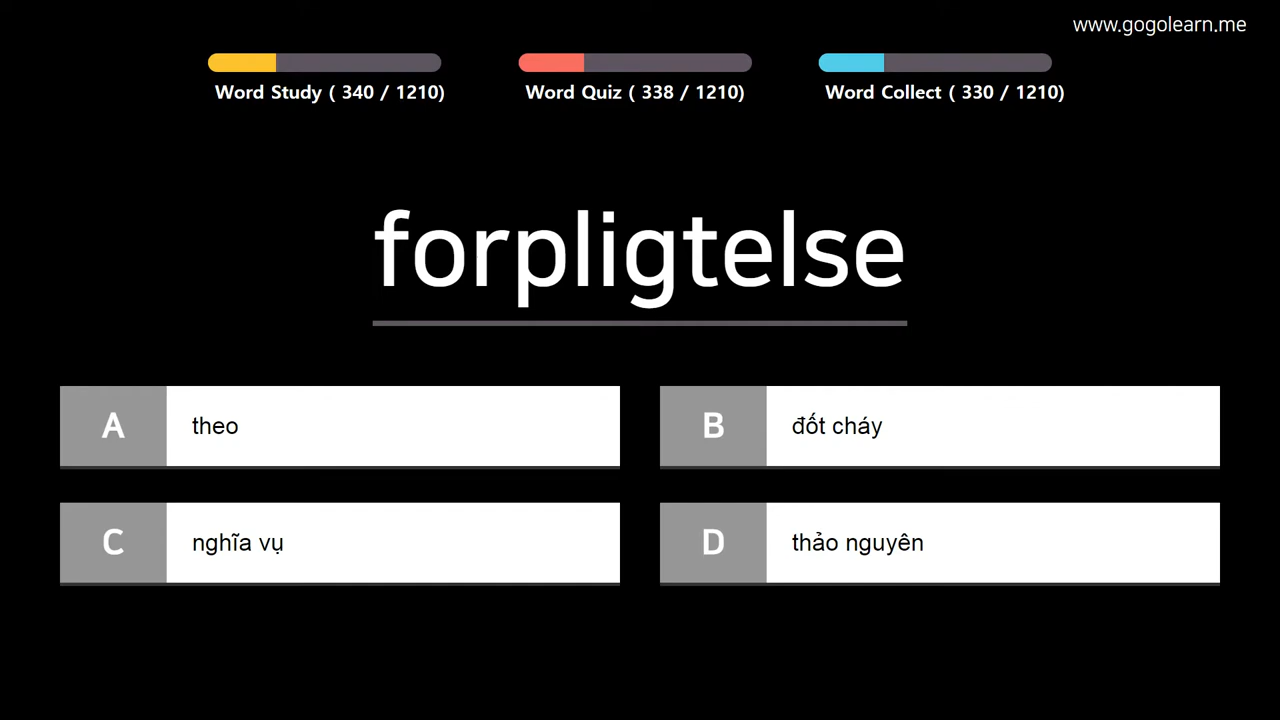 www.gogolearn.me
Word Study ( 340 / 1210)
Word Quiz ( 338 / 1210)
Word Collect ( 330 / 1210)
forpligtelse
A theo
B đốt cháy
C nghĩa vụ
D thảo nguyên